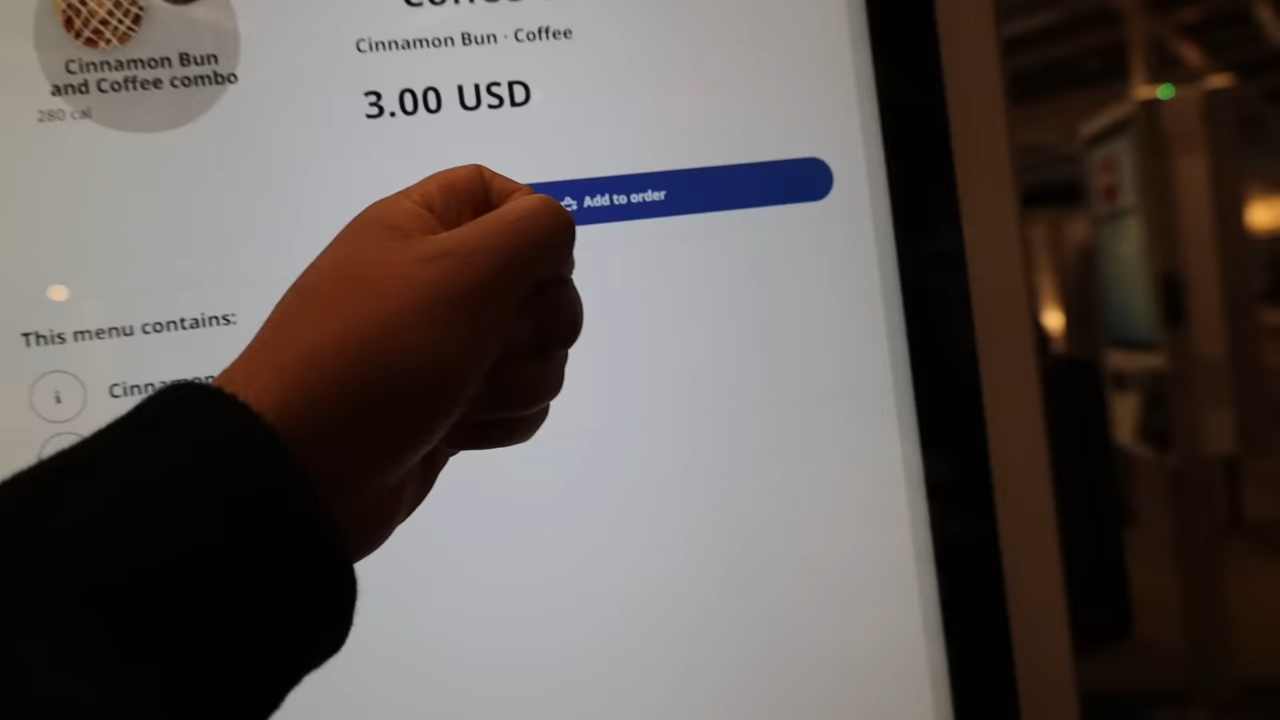 Cinnamon Bun
and Coffee combo
280 cal
Cinnamon Bun · Coffee
3.00 USD
Add to order
This menu contains:
i